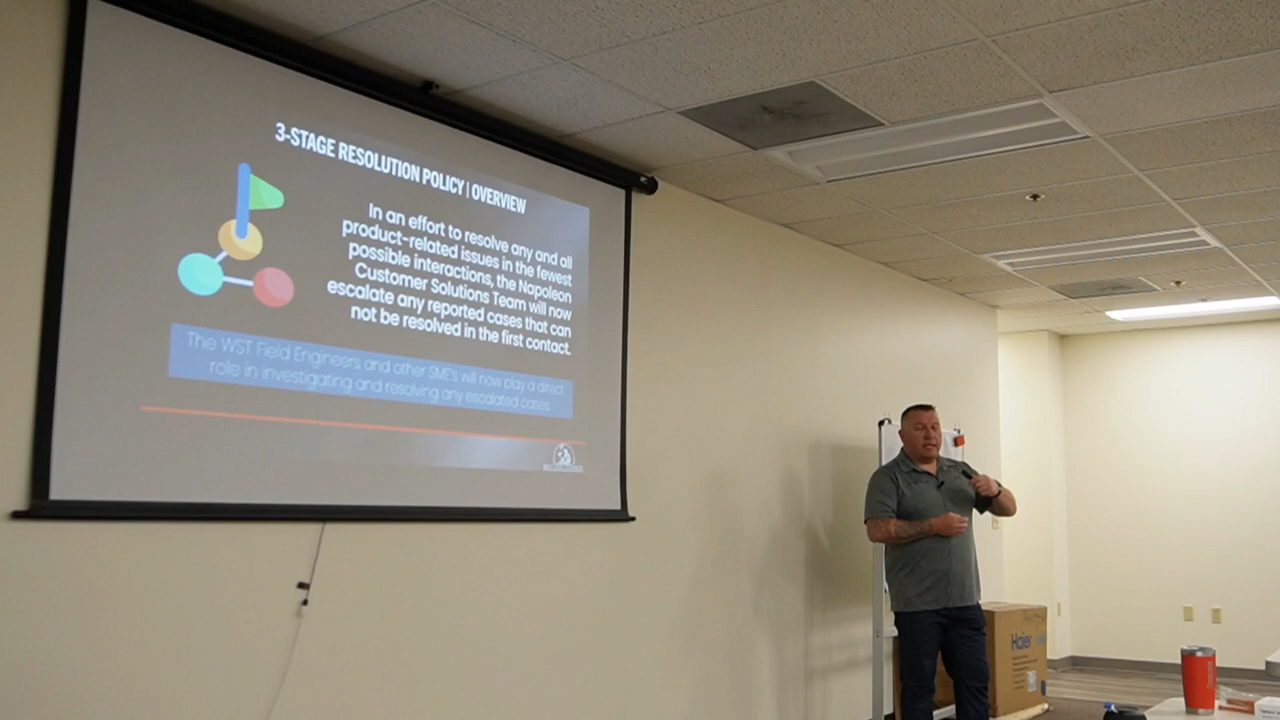 3-STAGE RESOLUTION POLICY | OVERVIEW
In an effort to resolve any and all
product-related issues in the fewest
possible interactions, the Napoleon
Customer Solutions Team will now
escalate any reported cases that can
not be resolved in the first contact.
The WST Field Engineers and other SME's will now play a direct
role in investigating and resolving any escalated cases.
Haier